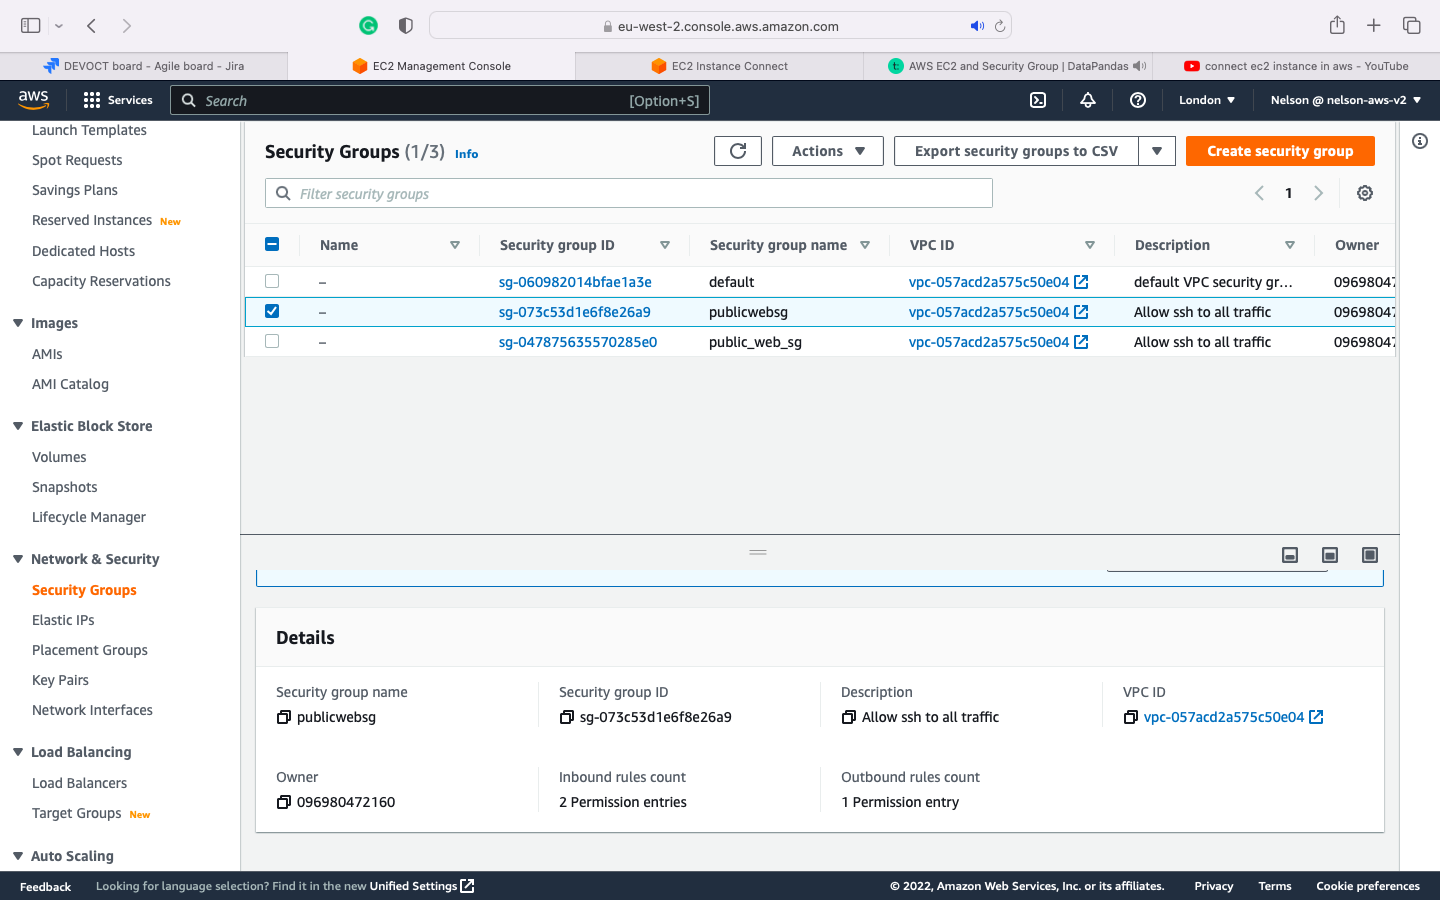 eu-west-2.console.aws.amazon.com
DEVOCT board - Agile board - Jira
EC2 Management Console
EC2 Instance Connect
AWS EC2 and Security Group | DataPandas
connect ec2 instance in aws - YouTube
aws
Services
Search
[Option+S]
London
Nelson @ nelson-aws-v2
Launch Templates
Spot Requests
Savings Plans
Reserved Instances New
Dedicated Hosts
Capacity Reservations
Images
AMIs
AMI Catalog
Elastic Block Store
Volumes
Snapshots
Lifecycle Manager
Network & Security
Security Groups
Elastic IPs
Placement Groups
Key Pairs
Network Interfaces
Load Balancing
Load Balancers
Target Groups New
Auto Scaling
Security Groups (1/3) Info
Actions
Export security groups to CSV
Create security group
Filter security groups
1
Name Security group ID Security group name VPC ID Description Owner
– sg-060982014bfae1a3e default vpc-057acd2a575c50e04 default VPC security gr... 09698047
– sg-073c53d1e6f8e26a9 publicwebsg vpc-057acd2a575c50e04 Allow ssh to all traffic 09698047
– sg-047875635570285e0 public_web_sg vpc-057acd2a575c50e04 Allow ssh to all traffic 09698047
Details
Security group name Security group ID Description VPC ID
publicwebsg sg-073c53d1e6f8e26a9 Allow ssh to all traffic vpc-057acd2a575c50e04
Owner Inbound rules count Outbound rules count
096980472160 2 Permission entries 1 Permission entry
Feedback Looking for language selection? Find it in the new Unified Settings © 2022, Amazon Web Services, Inc. or its affiliates. Privacy Terms Cookie preferences